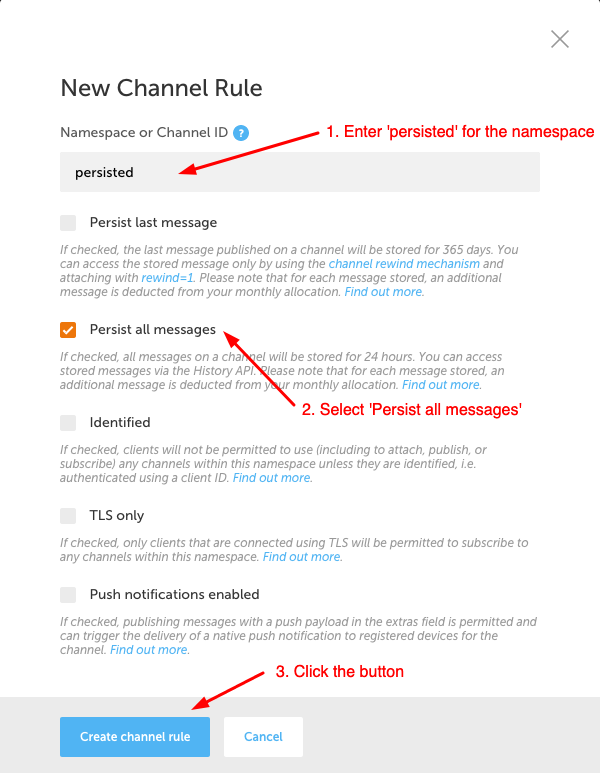 New Channel Rule
Namespace or Channel ID ?
1. Enter 'persisted' for the namespace
persisted
Persist last message
If checked, the last message published on a channel will be stored for 365 days. You
can access the stored message only by using the channel rewind mechanism and
attaching with rewind=1. Please note that for each message stored, an additional
message is deducted from your monthly allocation. Find out more.
Persist all messages
If checked, all messages on a channel will be stored for 24 hours. You can access
stored messages via the History API. Please note that for each message stored, an
additional message is deducted from your monthly allocation. Find out more.
2. Select 'Persist all messages'
Identified
If checked, clients will not be permitted to use (including to attach, publish, or
subscribe) any channels within this namespace unless they are identified, i.e.
authenticated using a client ID. Find out more.
TLS only
If checked, only clients that are connected using TLS will be permitted to subscribe to
any channels within this namespace. Find out more.
Push notifications enabled
If checked, publishing messages with a push payload in the extras field is permitted and
can trigger the delivery of a native push notification to registered devices for the
channel. Find out more.
3. Click the button
Create channel rule
Cancel